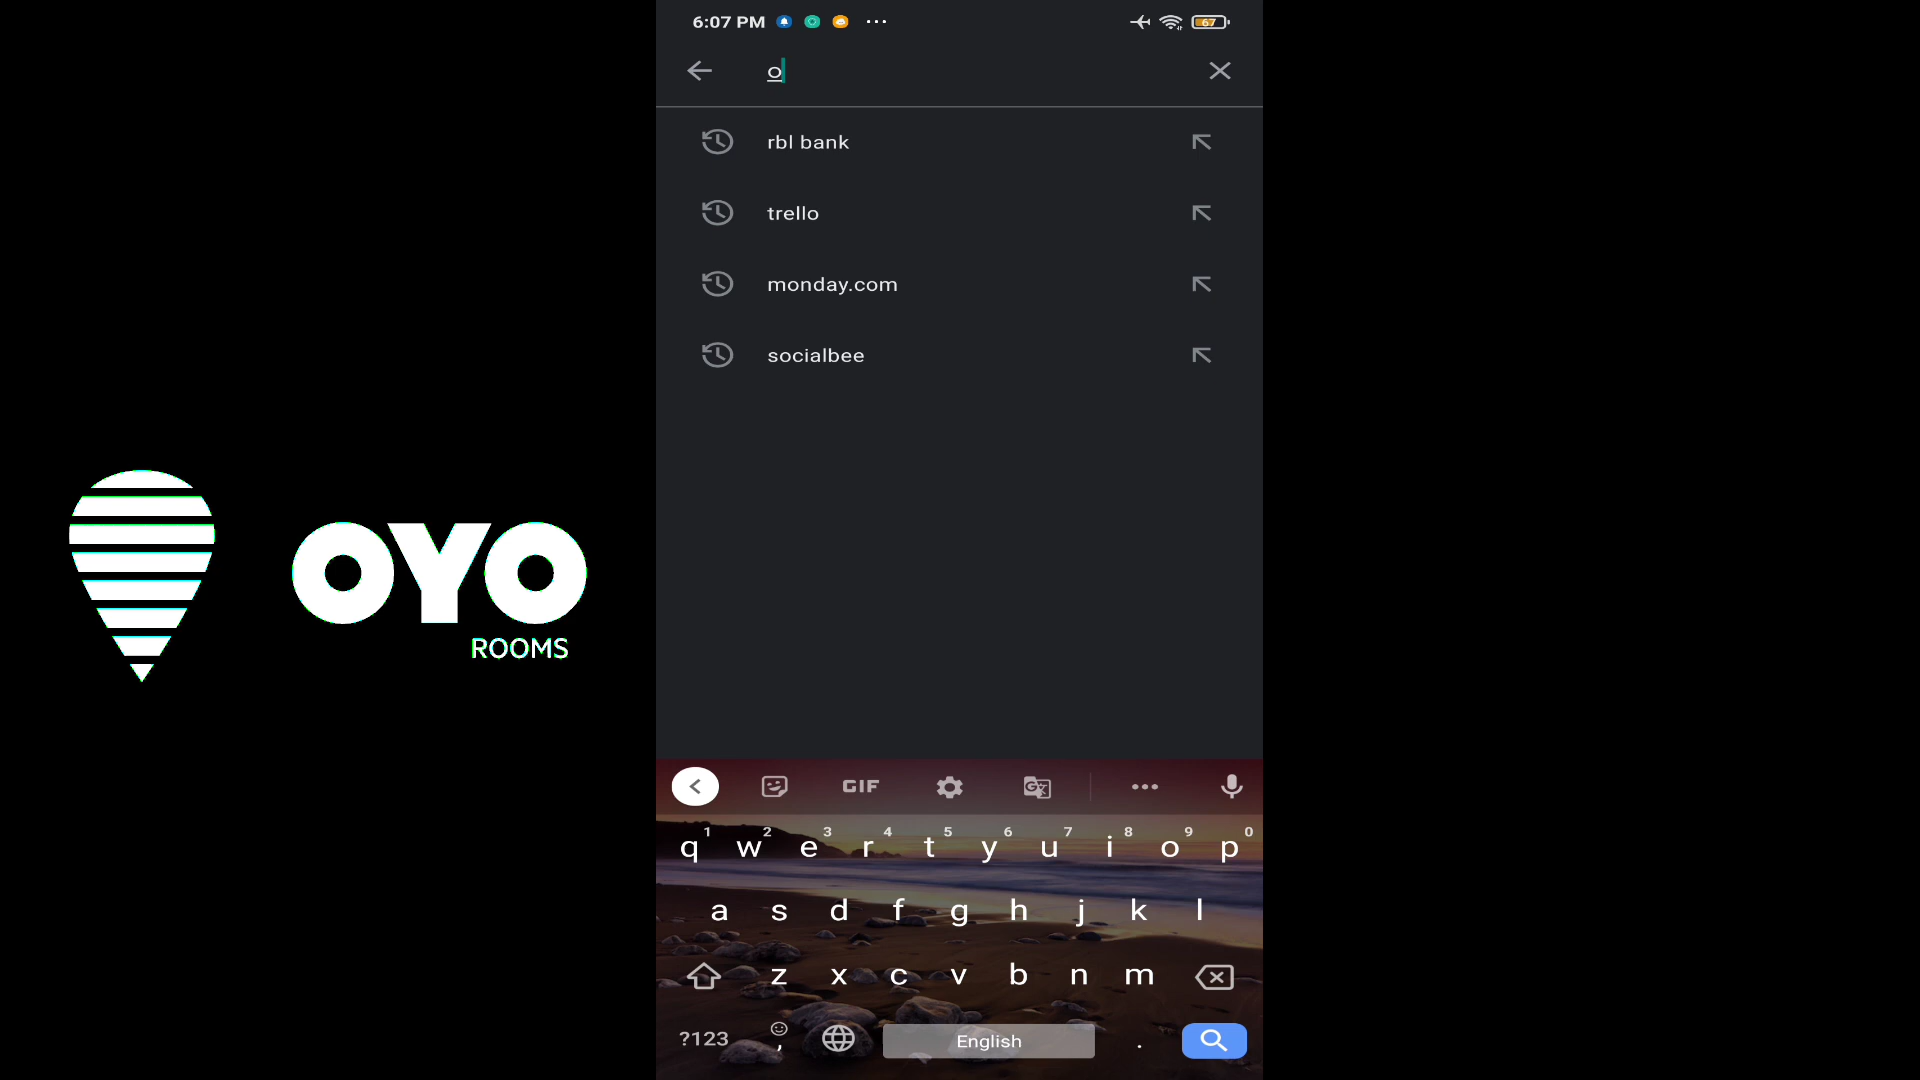 6:07 PM
67
o
rbl bank
trello
monday.com
socialbee
OYO
ROOMS
GIF
1 2 3 4 5 6 7 8 9 0
q w e r t y u i o p
a s d f g h j k l
z x c v b n m
?123 , English .